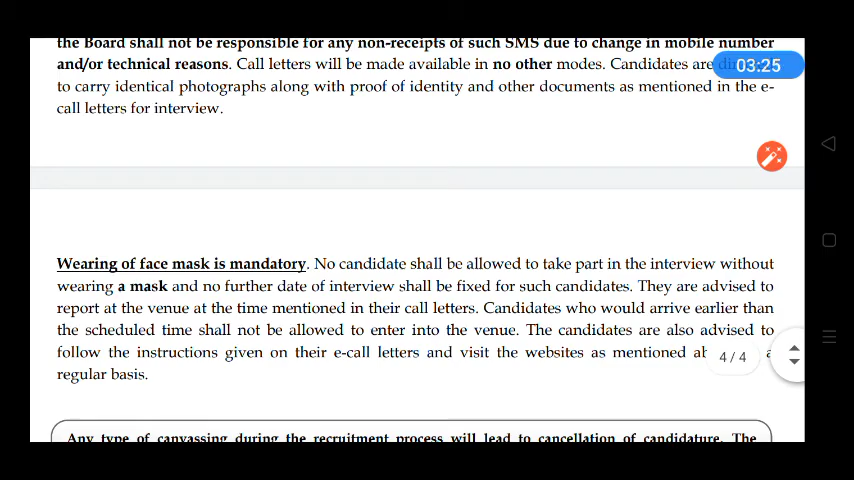 the Board shall not be responsible for any non-receipts of such SMS due to change in mobile number
and/or technical reasons. Call letters will be made available in no other modes. Candidates are
03:25
to carry identical photographs along with proof of identity and other documents as mentioned in the e-
call letters for interview.
Wearing of face mask is mandatory. No candidate shall be allowed to take part in the interview without
wearing a mask and no further date of interview shall be fixed for such candidates. They are advised to
report at the venue at the time mentioned in their call letters. Candidates who would arrive earlier than
the scheduled time shall not be allowed to enter into the venue. The candidates are also advised to
follow the instructions given on their e-call letters and visit the websites as mentioned
4 / 4
regular basis.
Any type of canvassing during the recruitment process will lead to cancellation of candidature. The